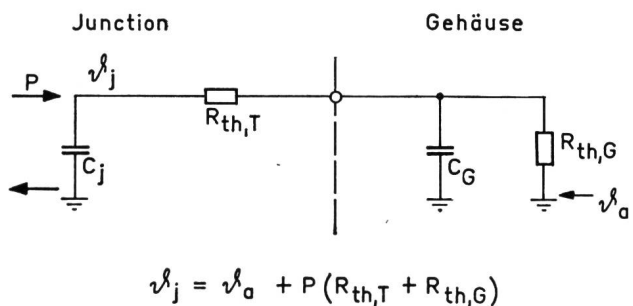 Junction Gehäuse
P ϑj
Rth,T
Cj CG Rth,G
ϑa
ϑj = ϑa + P(Rth,T + Rth,G)